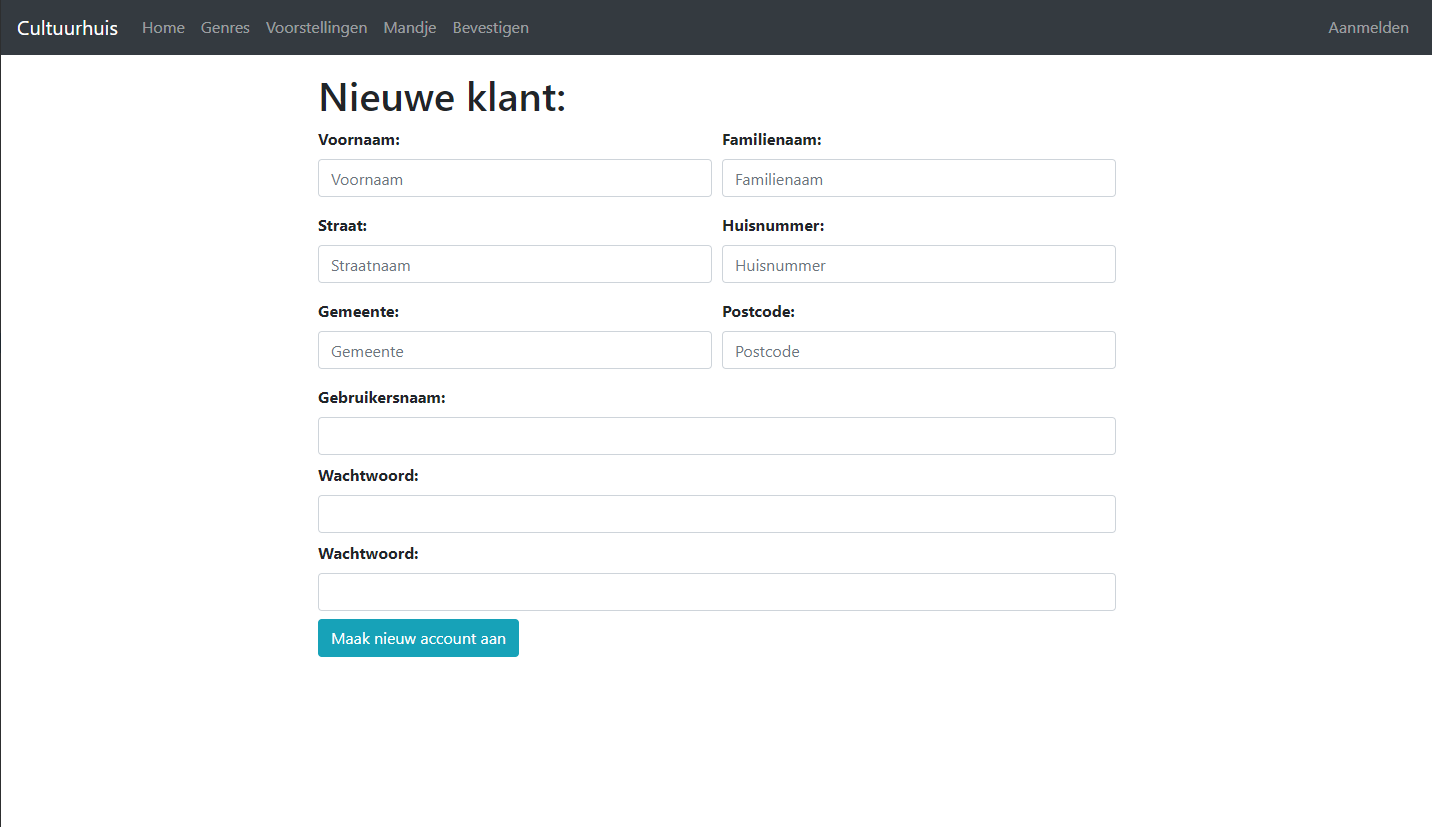 Cultuurhuis Home Genres Voorstellingen Mandje Bevestigen Aanmelden
Nieuwe klant:
Voornaam: Familienaam:
Voornaam Familienaam
Straat: Huisnummer:
Straatnaam Huisnummer
Gemeente: Postcode:
Gemeente Postcode
Gebruikersnaam:
Wachtwoord:
Wachtwoord:
Maak nieuw account aan